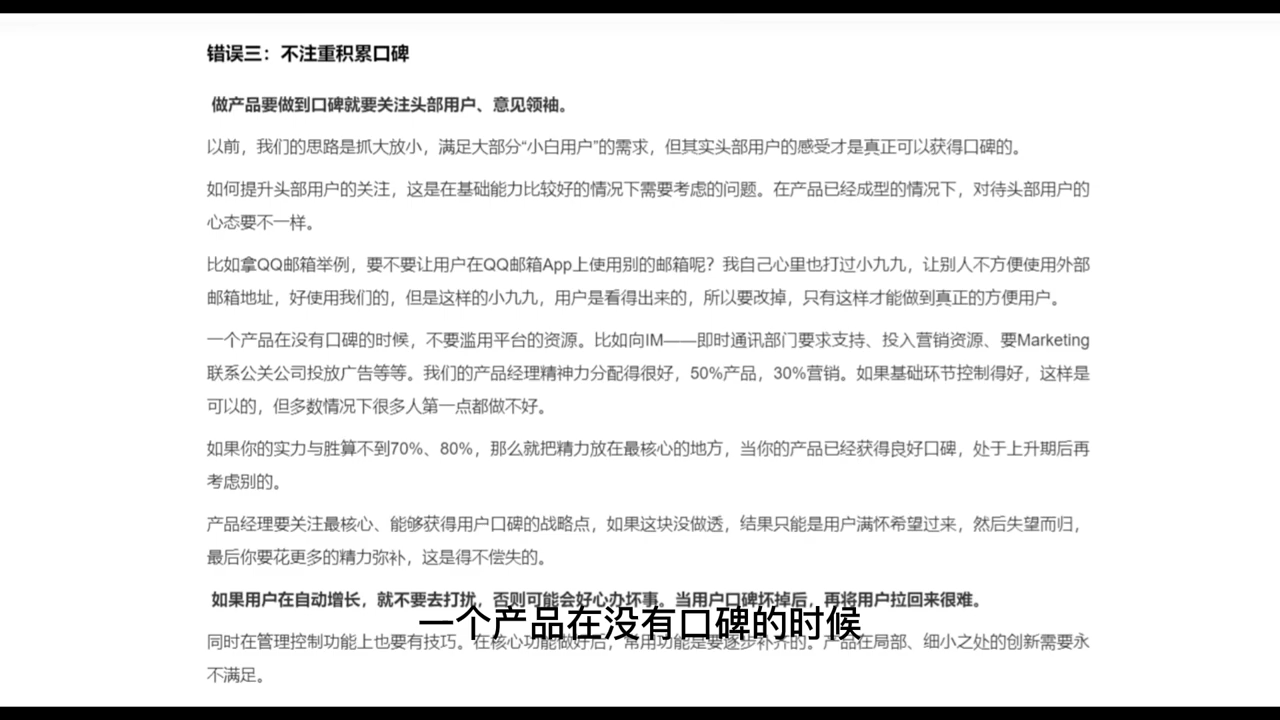 错误三：不注重积累口碑
做产品要做到口碑就要关注头部用户、意见领袖。
以前，我们的思路是抓大放小，满足大部分“小白用户”的需求，但其实头部用户的感受才是真正可以获得口碑的。
如何提升头部用户的关注，这是在基础能力比较好的情况下需要考虑的问题。在产品已经成型的情况下，对待头部用户的
心态要不一样。
比如拿QQ邮箱举例，要不要让用户在QQ邮箱App上使用别的邮箱呢？我自己心里也打过小九九，让别人不方便使用外部
邮箱地址，好使用我们的，但是这样的小九九，用户是看得出来的，所以要改掉，只有这样才能做到真正的方便用户。
一个产品在没有口碑的时候，不要滥用平台的资源。比如向IM——即时通讯部门要求支持、投入营销资源、要Marketing
联系公关公司投放广告等等。我们的产品经理精神力分配得很好，50%产品，30%营销。如果基础环节控制得好，这样是
可以的，但多数情况下很多人第一点都做不好。
如果你的实力与胜算不到70%、80%，那么就把精力放在最核心的地方，当你的产品已经获得良好口碑，处于上升期后再
考虑别的。
产品经理要关注最核心、能够获得用户口碑的战略点，如果这块没做透，结果只能是用户满怀希望过来，然后失望而归，
最后你要花更多的精力弥补，这是得不偿失的。
如果用户在自动增长，就不要去打扰，否则可能会好心办坏事。当用户口碑坏掉后，再将用户拉回来很难。
一个产品在没有口碑的时候
同时在管理控制功能上也要有技巧。在核心功能做好后，常用功能是要逐步补齐的。产品在局部、细小之处的创新需要永
不满足。